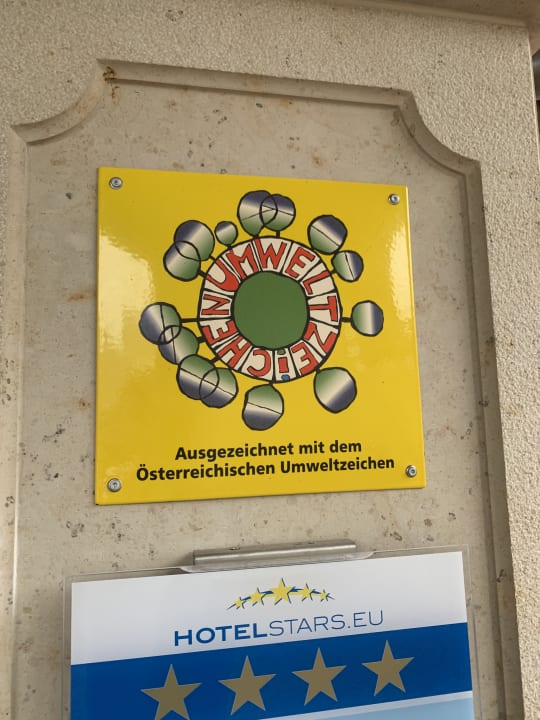 UMWELTZEICHEN
Ausgezeichnet mit dem
Österreichischen Umweltzeichen
HOTELSTARS.EU